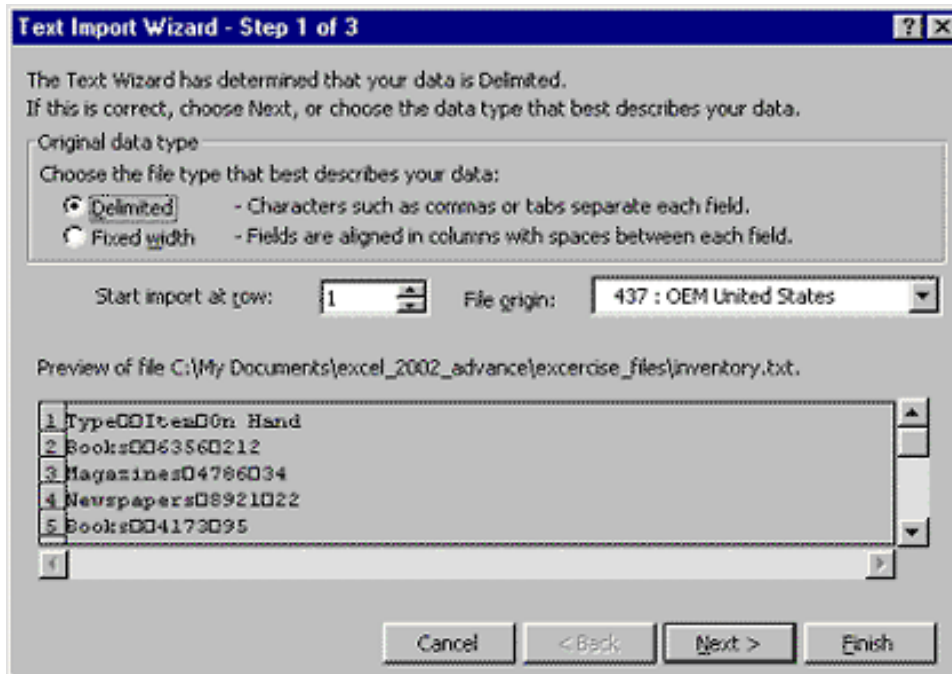 Text Import Wizard - Step 1 of 3
The Text Wizard has determined that your data is Delimited.
If this is correct, choose Next, or choose the data type that best describes your data.
Original data type
Choose the file type that best describes your data:
Delimited - Characters such as commas or tabs separate each field.
Fixed width - Fields are aligned in columns with spaces between each field.
Start import at row: 1 File origin: 437 : OEM United States
Preview of file C:\My Documents\excel_2002_advance\excercise_files\inventory.txt.
1 Type□□Item□On Hand
2 Books□□6356□212
3 Magazines□4786□34
4 Newspapers□8921□22
5 Books□□4173□95
Cancel < Back Next > Finish